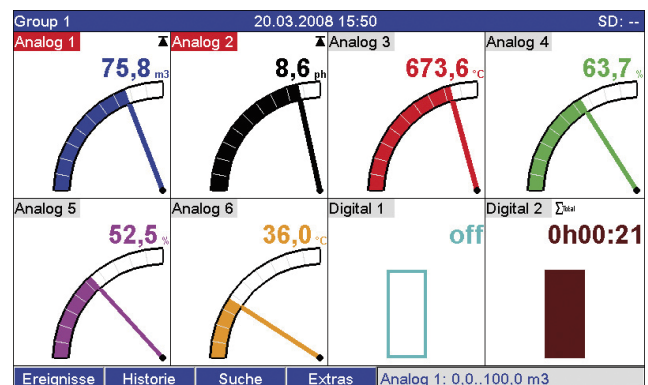 Group 1 20.03.2008 15:50 SD: --
Analog 1 Analog 2 Analog 3 Analog 4
75,8 m3 8,6 ph 673,6 °C 63,7 %
Analog 5 Analog 6 Digital 1 Digital 2 ΣTotal
52,5 % 36,0 °C off 0h00:21
Ereignisse Historie Suche Extras Analog 1: 0,0..100,0 m3